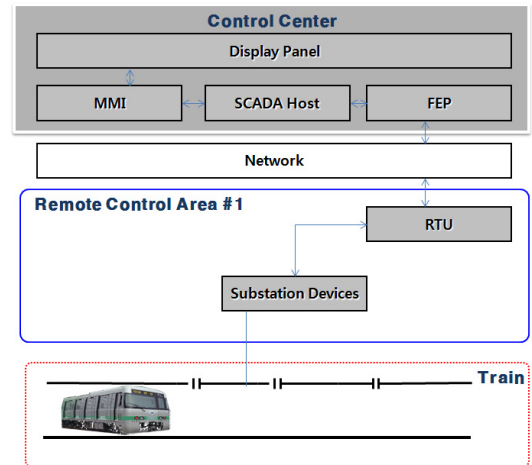 Control Center
Display Panel
MMI
SCADA Host
FEP
Network
Remote Control Area #1
RTU
Substation Devices
Train